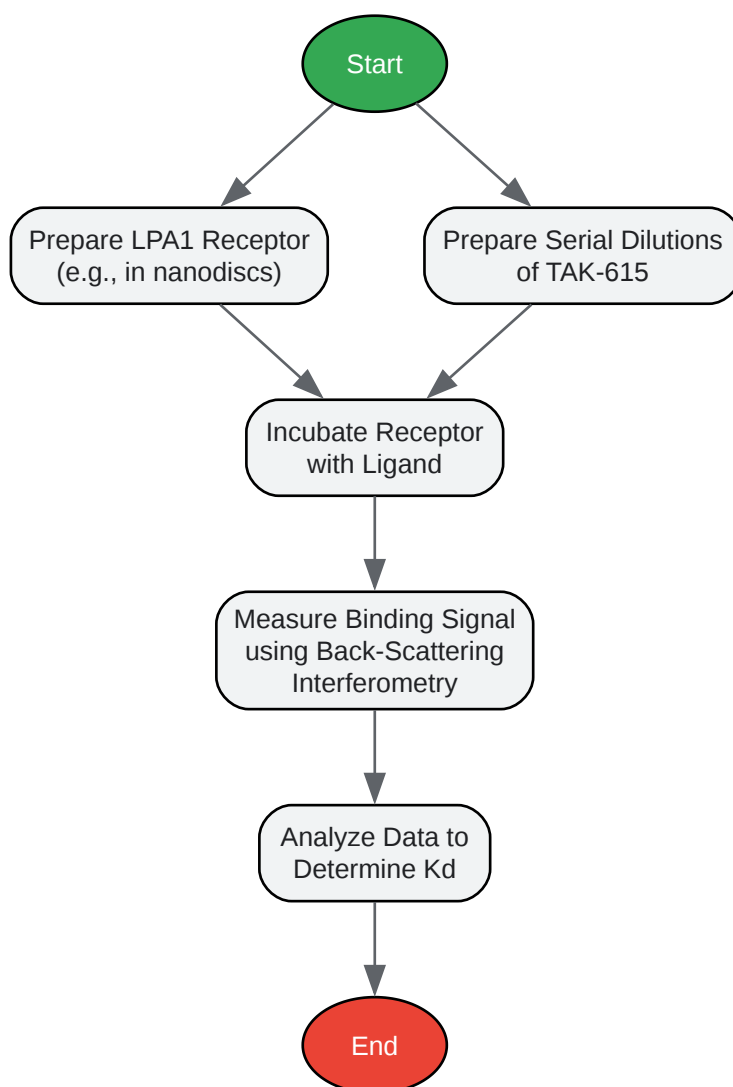 Start
Prepare LPA1 Receptor
(e.g., in nanodiscs)
Prepare Serial Dilutions
of TAK-615
Incubate Receptor
with Ligand
Measure Binding Signal
using Back-Scattering
Interferometry
Analyze Data to
Determine Kd
End